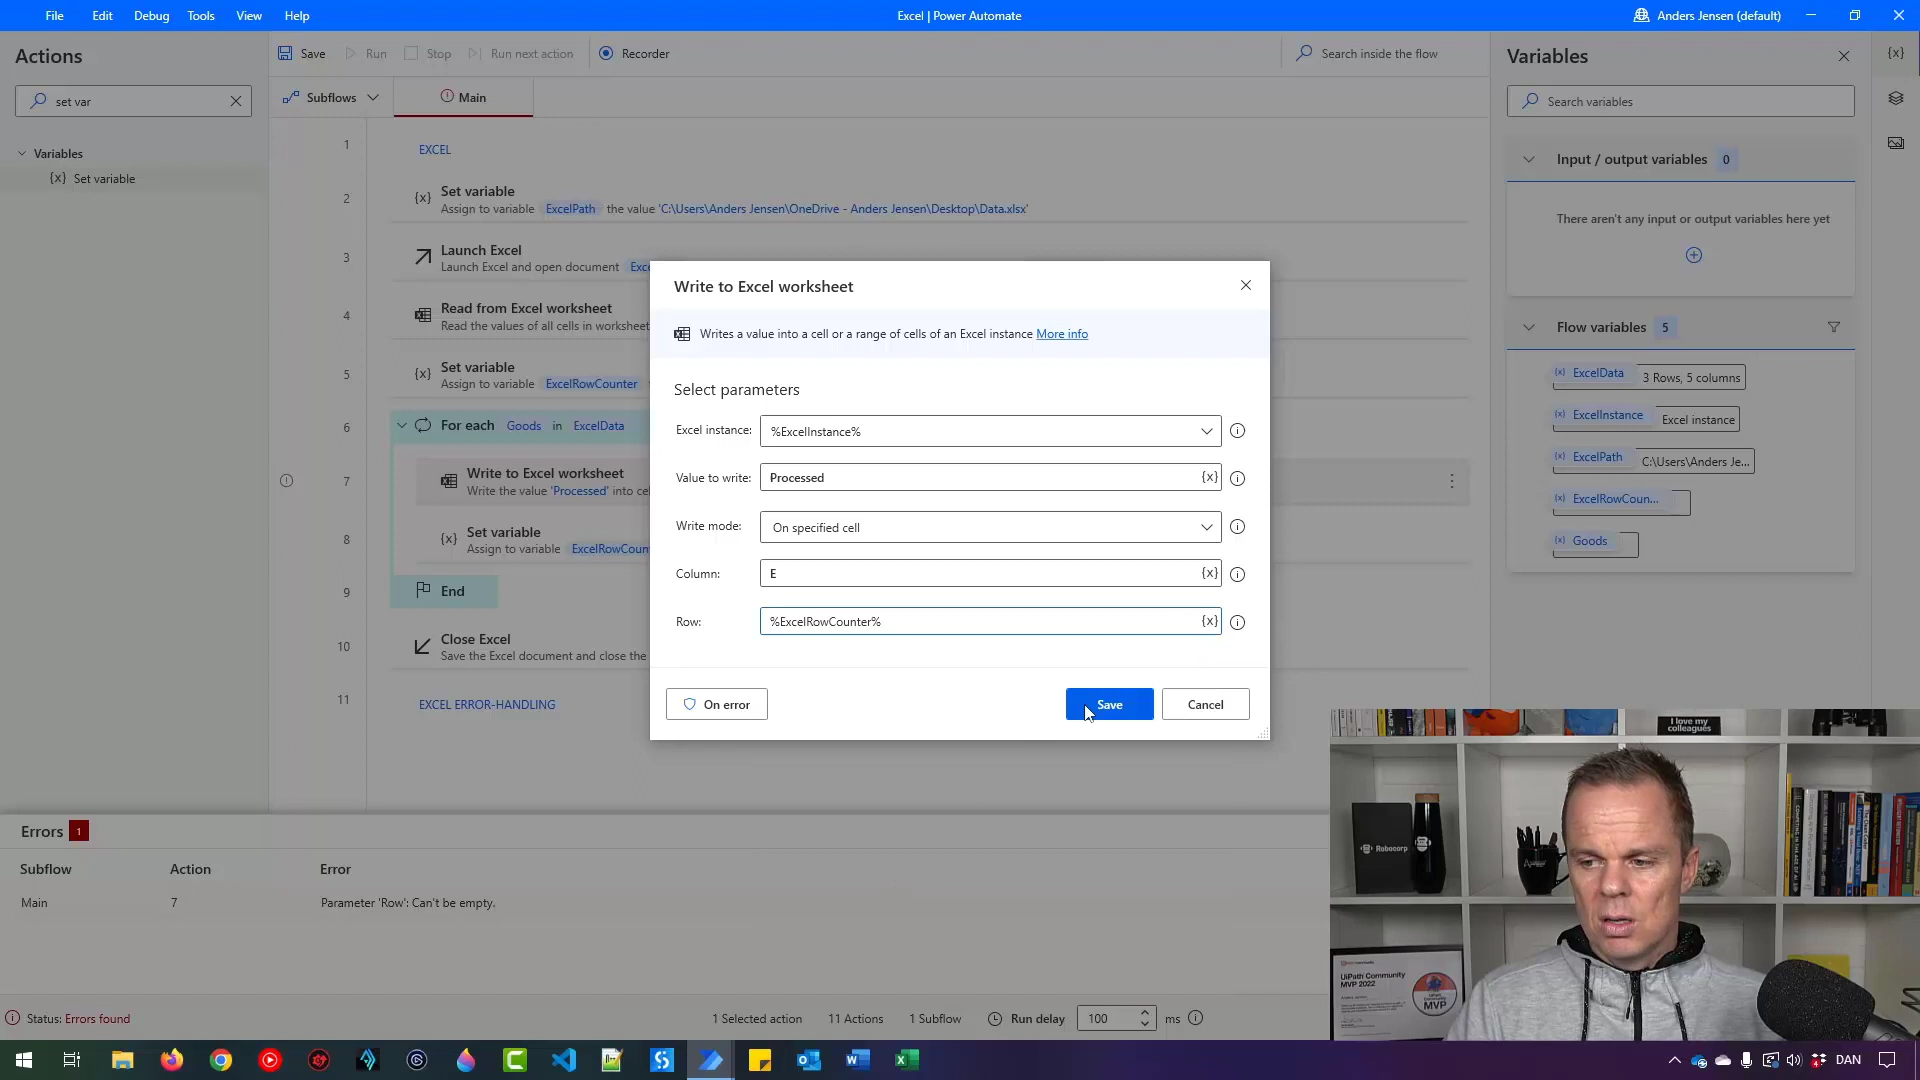 File Edit Debug Tools View Help
Excel | Power Automate
Anders Jensen (default)
Actions
set var
Variables
{x} Set variable
Save Run Stop Run next action Recorder
Search inside the flow
Subflows Main
1
EXCEL
2
{x} Set variable
Assign to variable ExcelPath the value 'C:\Users\Anders Jensen\OneDrive - Anders Jensen\Desktop\Data.xlsx'
3
Launch Excel
Launch Excel and open document
4
Read from Excel worksheet
Read the values of all cells in worksheet
5
{x} Set variable
Assign to variable ExcelRowCounter
6
For each Goods in ExcelData
7
Write to Excel worksheet
Write the value 'Processed' into cel
8
{x} Set variable
Assign to variable ExcelRowCoun
9
End
10
Close Excel
Save the Excel document and close the
11
EXCEL ERROR-HANDLING
Write to Excel worksheet
Writes a value into a cell or a range of cells of an Excel instance More info
Select parameters
Excel instance: %ExcelInstance%
Value to write: Processed {x}
Write mode: On specified cell
Column: E {x}
Row: %ExcelRowCounter% {x}
On error
Save
Cancel
Variables
{x}
Search variables
Input / output variables 0
There aren't any input or output variables here yet
Flow variables 5
(x) ExcelData 3 Rows, 5 columns
(x) ExcelInstance Excel instance
(x) ExcelPath C:\Users\Anders Je...
(x) ExcelRowCoun...
(x) Goods
Errors 1
Subflow Action Error
Main 7 Parameter 'Row': Can't be empty.
Status: Errors found
1 Selected action 11 Actions 1 Subflow Run delay 100 ms
DAN
I love my
colleagues
Robocorp
UiPath Community
MVP 2022
MVP